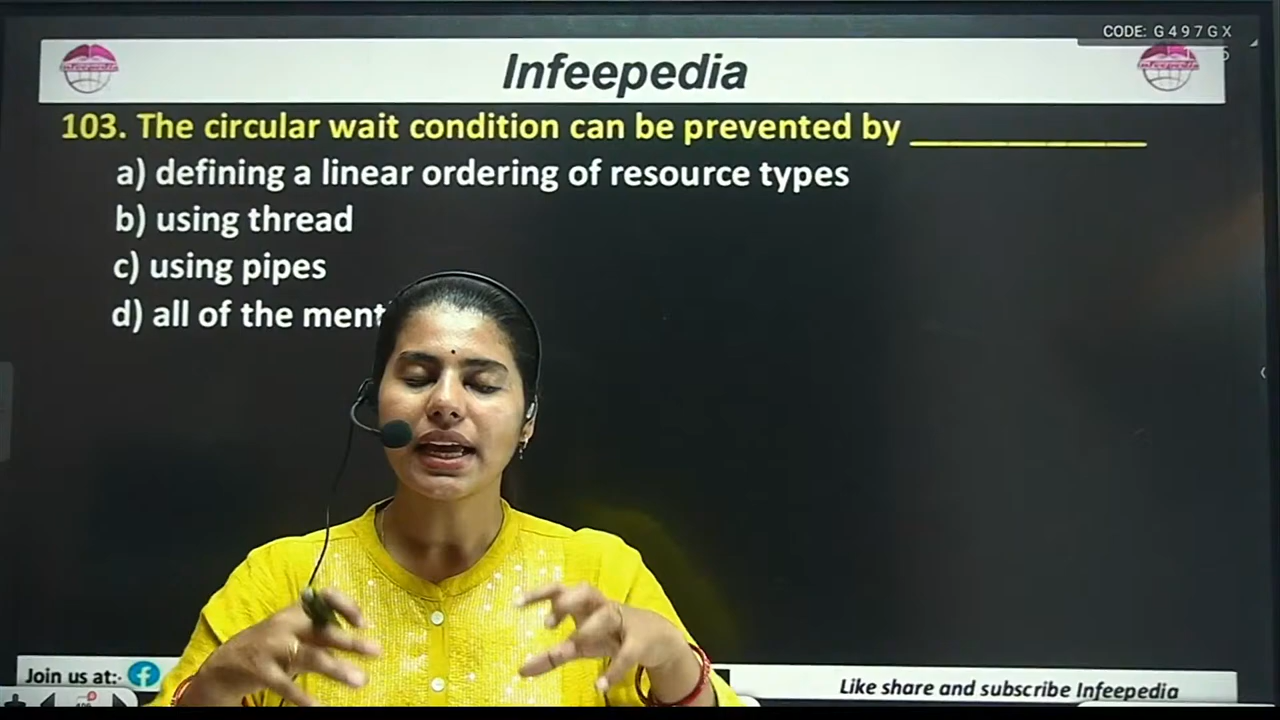 CODE: G497GX
Infeepedia
103. The circular wait condition can be prevented by ____________
a) defining a linear ordering of resource types
b) using thread
c) using pipes
d) all of the
Join us at:-
Like share and subscribe Infeepedia